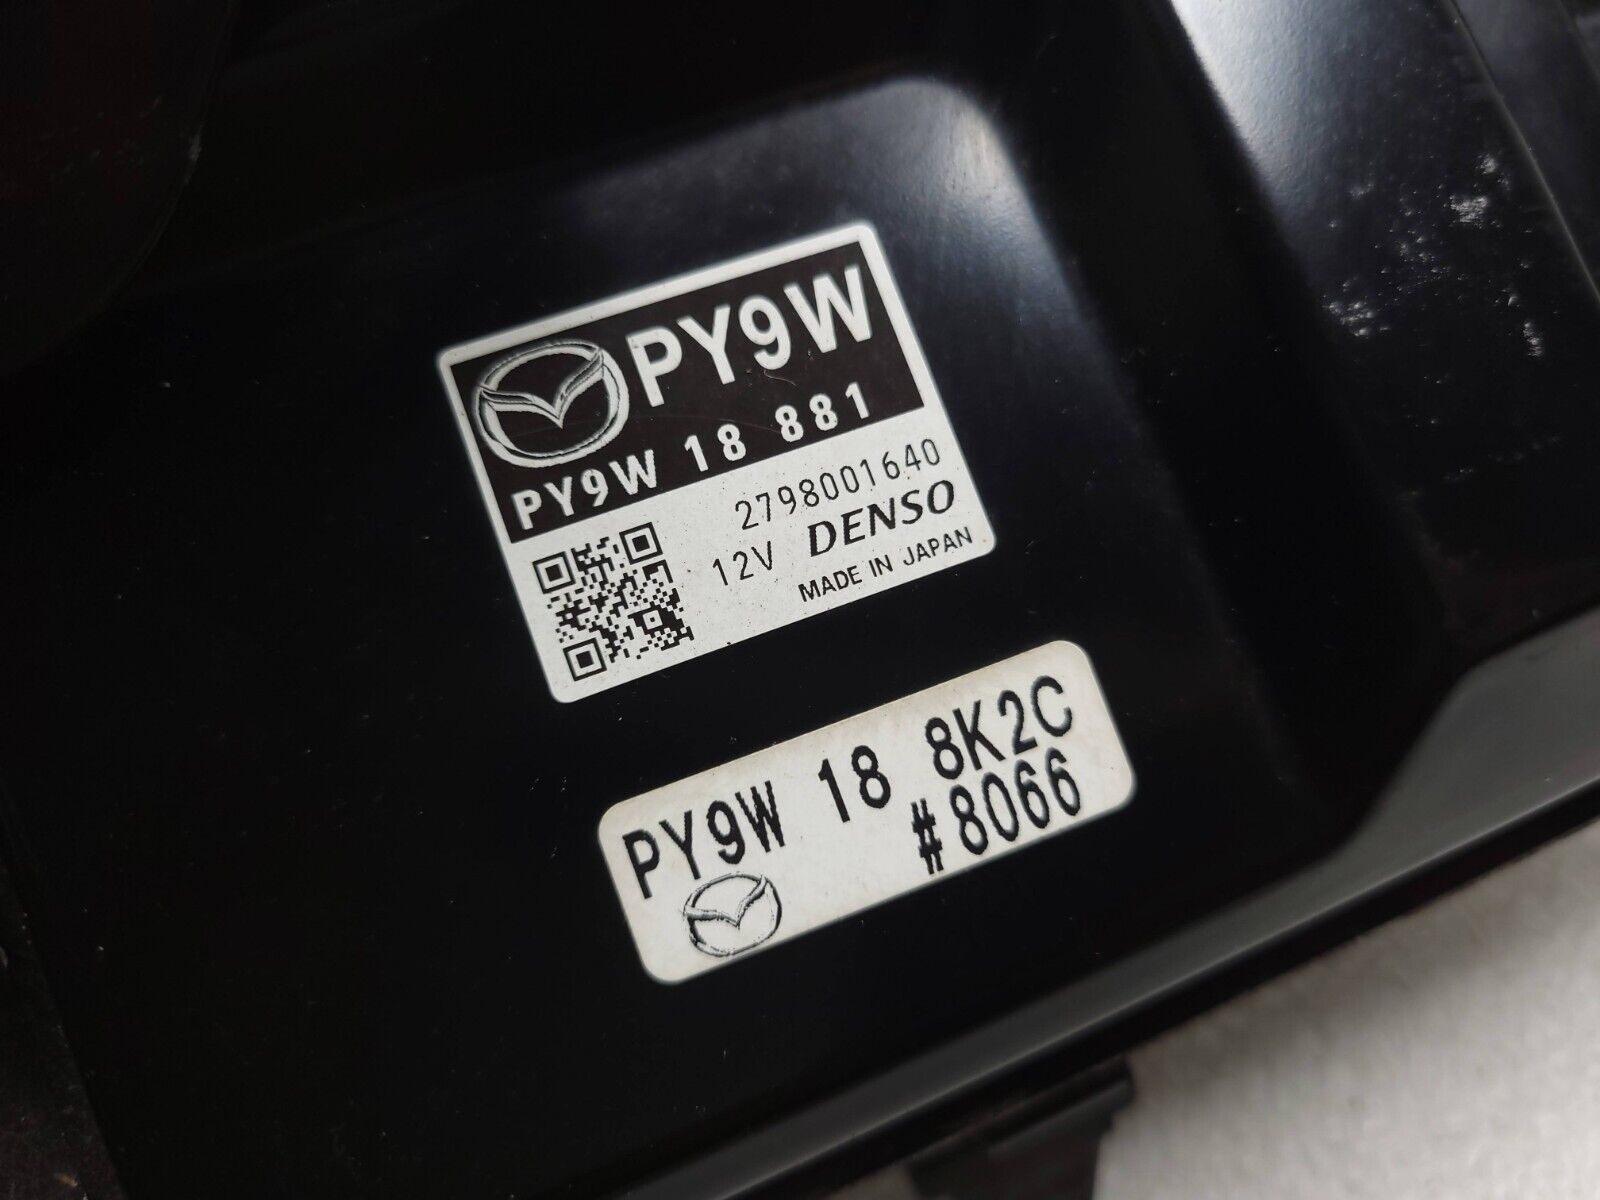 PY9W
PY9W 18 881
2798001640
12V DENSO
MADE IN JAPAN
PY9W 18 8K2C
#8066